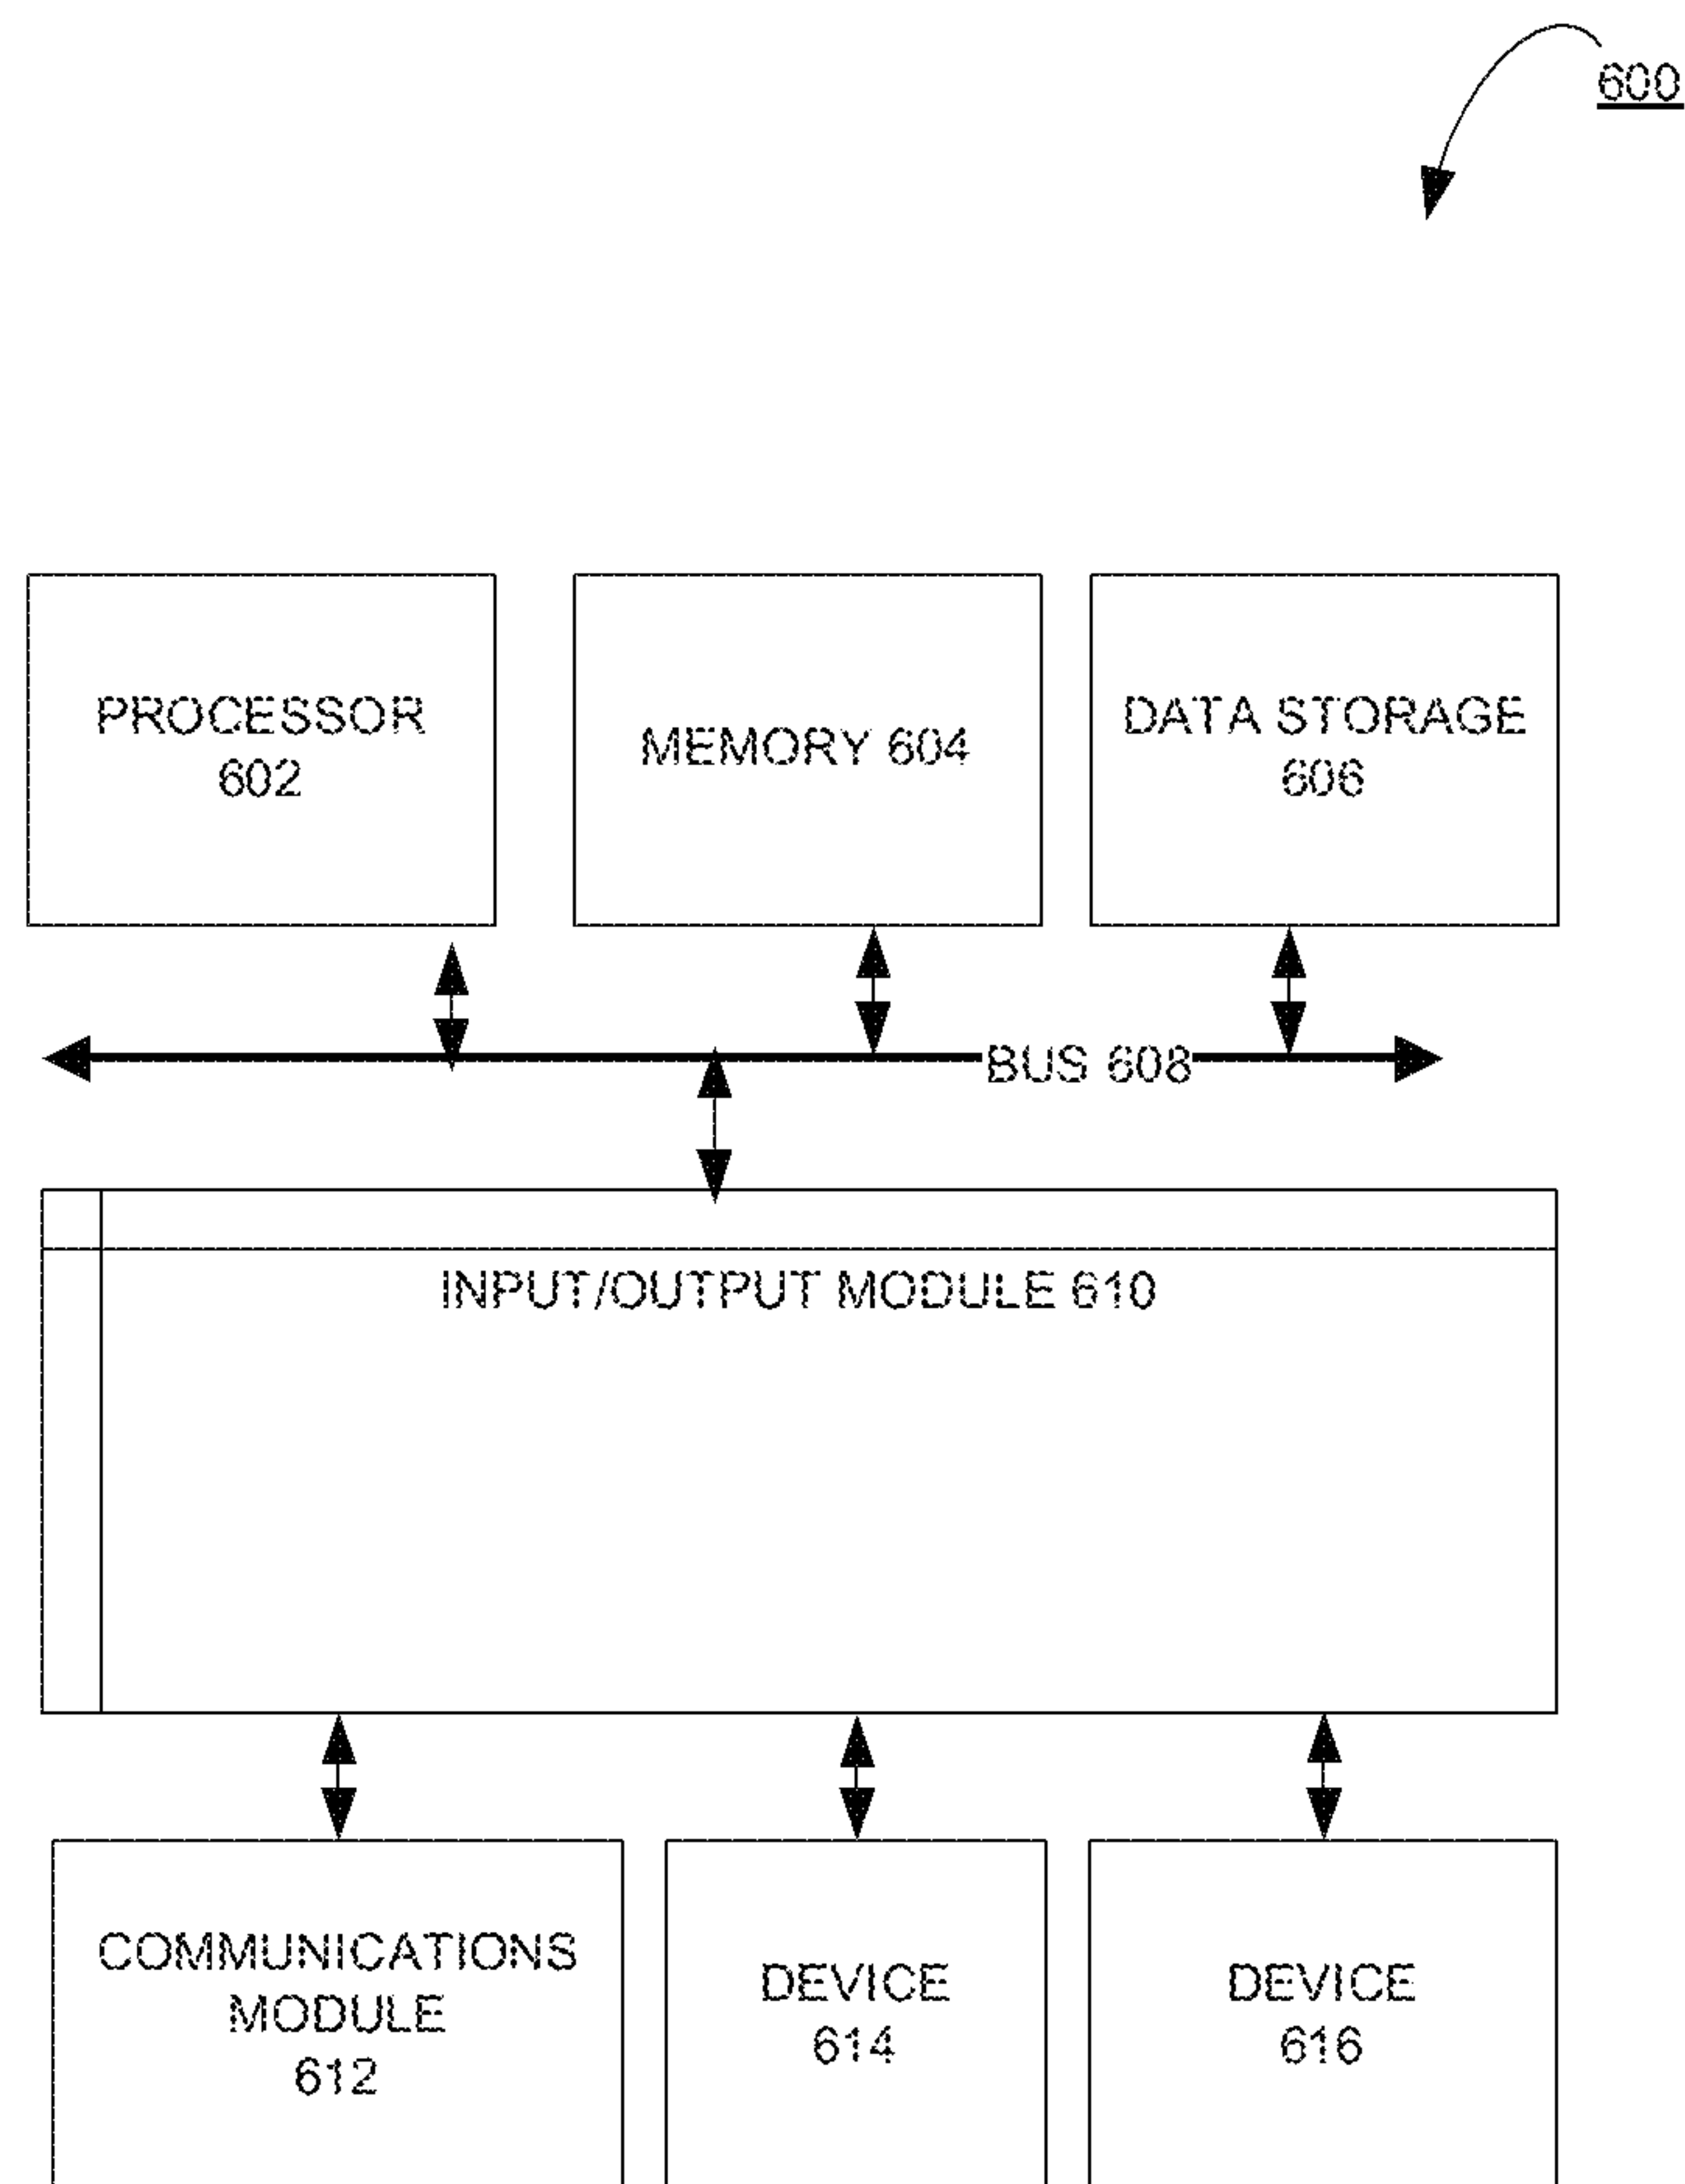 600
PROCESSOR
602
MEMORY 604
DATA STORAGE
606
BUS 608
INPUT/OUTPUT MODULE 610
COMMUNICATIONS
MODULE
612
DEVICE
614
DEVICE
616